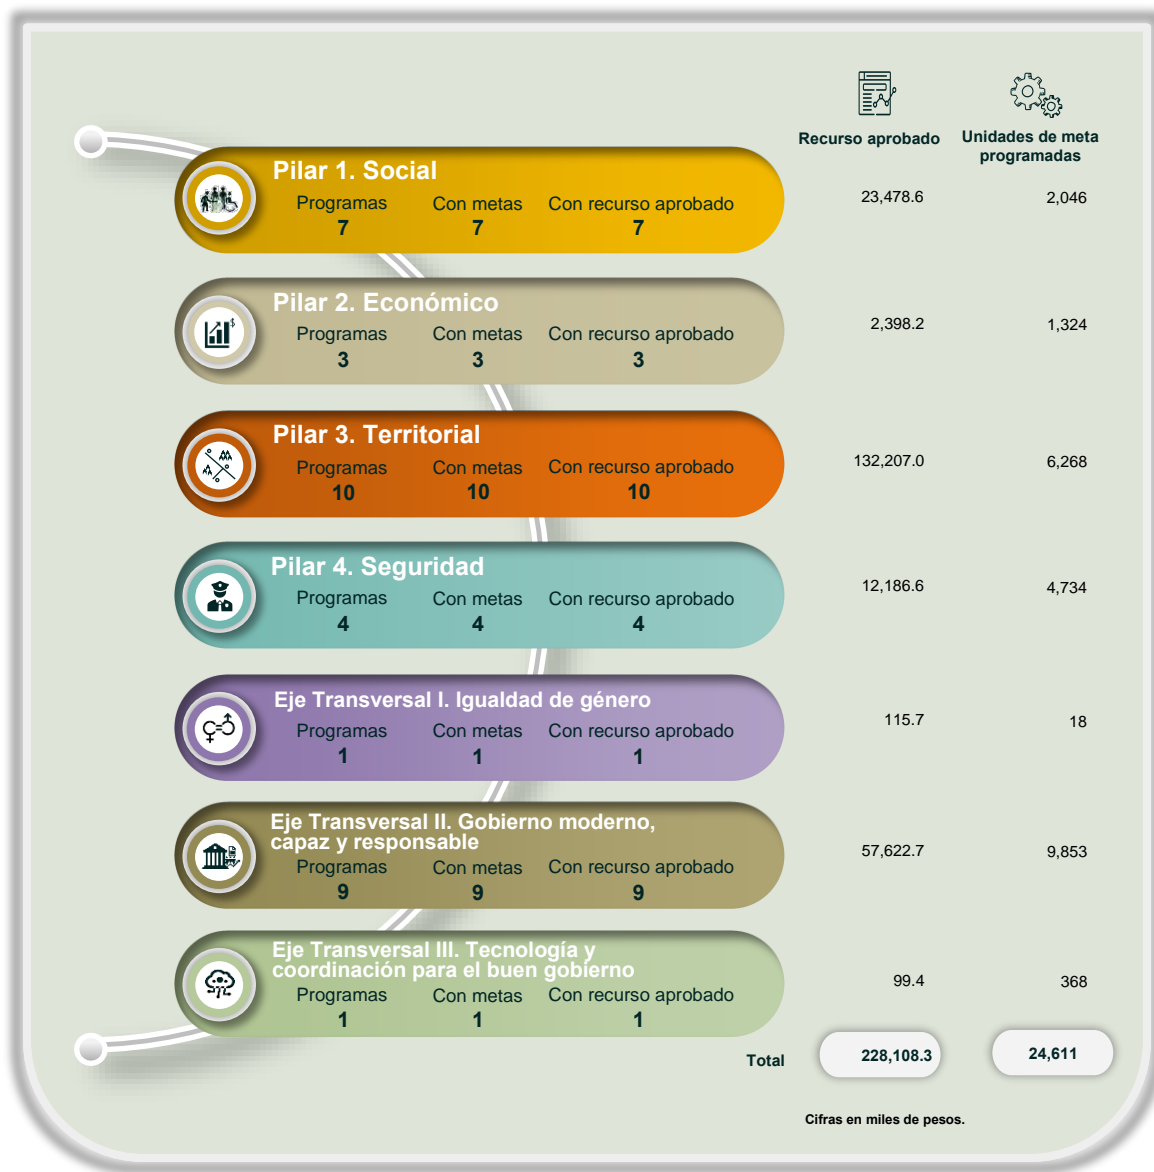 Recurso aprobado
Unidades de meta
programadas
Pilar 1. Social
Programas Con metas Con recurso aprobado
7 7 7
23,478.6 2,046
Pilar 2. Económico
Programas Con metas Con recurso aprobado
3 3 3
2,398.2 1,324
Pilar 3. Territorial
Programas Con metas Con recurso aprobado
10 10 10
132,207.0 6,268
Pilar 4. Seguridad
Programas Con metas Con recurso aprobado
4 4 4
12,186.6 4,734
Eje Transversal I. Igualdad de género
Programas Con metas Con recurso aprobado
1 1 1
115.7 18
Eje Transversal II. Gobierno moderno,
capaz y responsable
Programas Con metas Con recurso aprobado
9 9 9
57,622.7 9,853
Eje Transversal III. Tecnología y
coordinación para el buen gobierno
Programas Con metas Con recurso aprobado
1 1 1
99.4 368
Total 228,108.3 24,611
Cifras en miles de pesos.